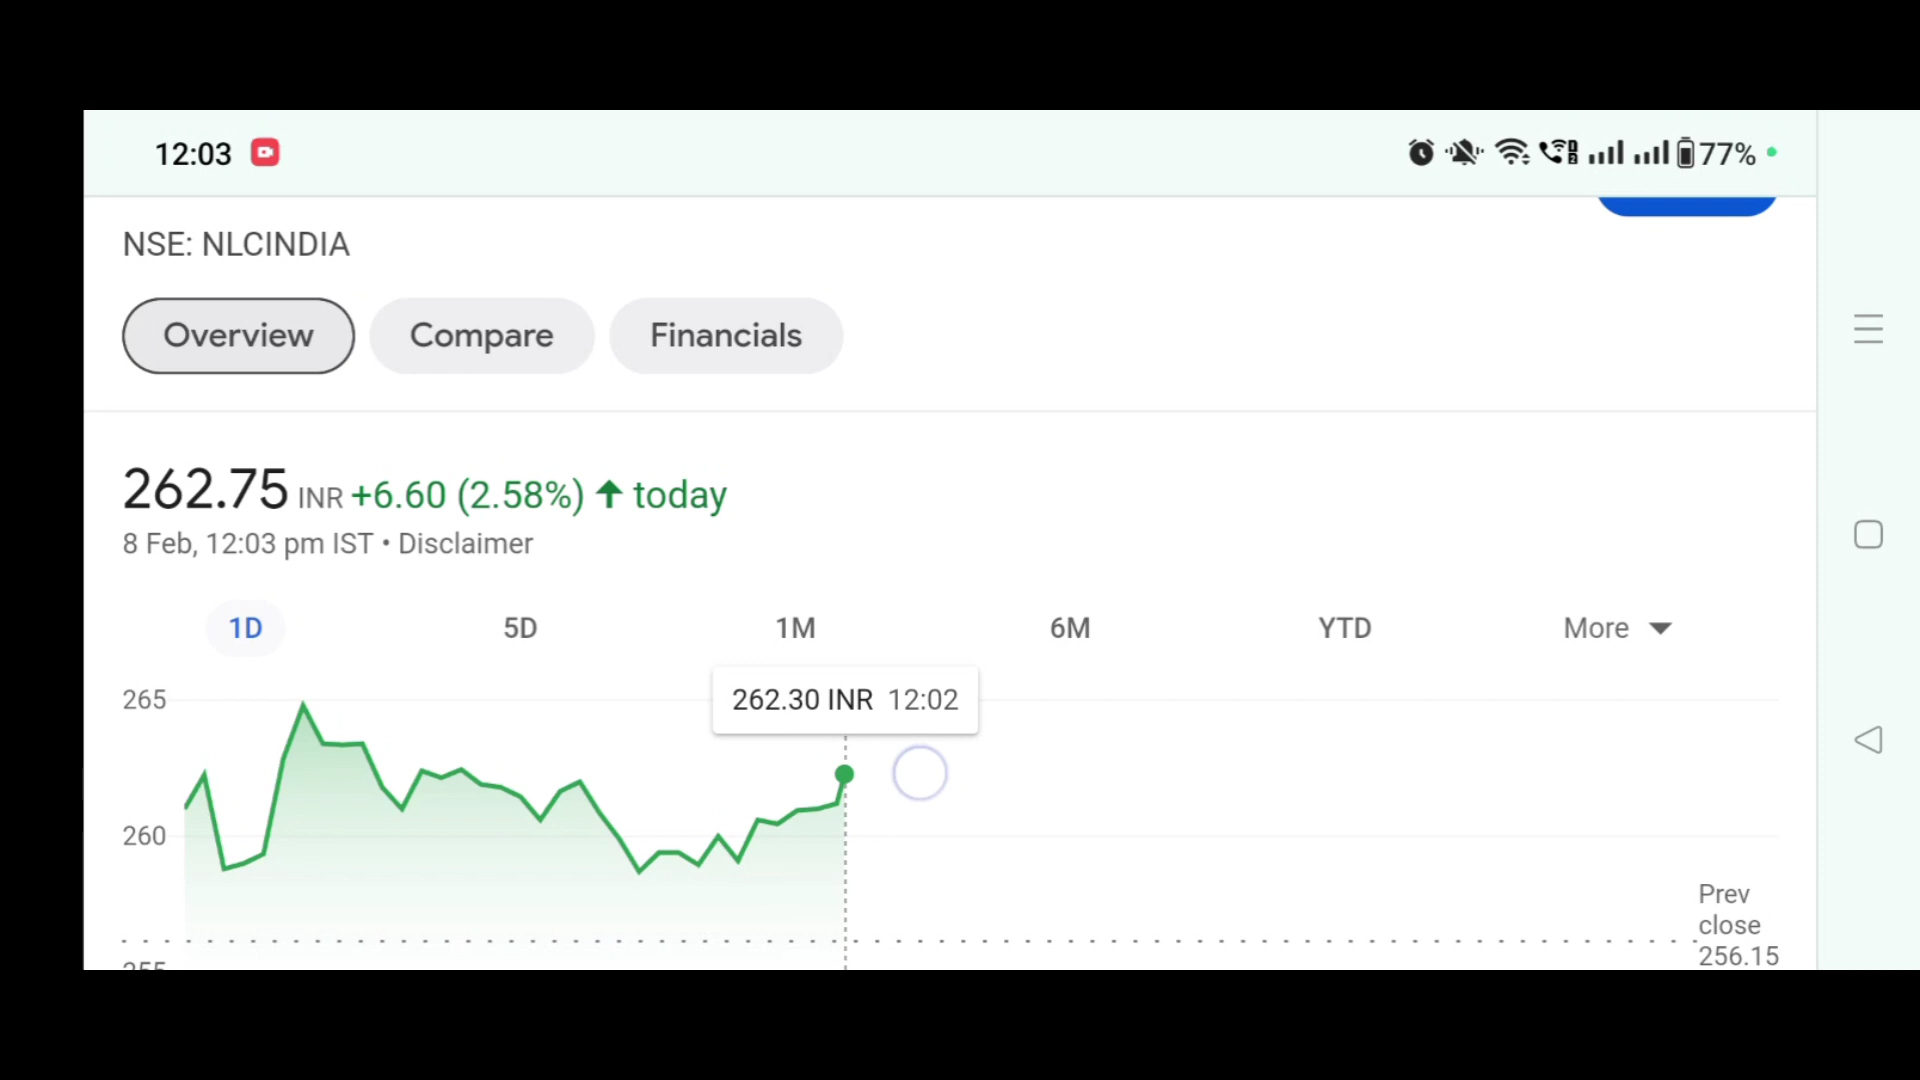 12:03
77%
NSE: NLCINDIA
Overview Compare Financials
262.75 INR +6.60 (2.58%) ↑ today
8 Feb, 12:03 pm IST • Disclaimer
1D 5D 1M 6M YTD More
262.30 INR 12:02
265
260
Prev
close
256.15
255